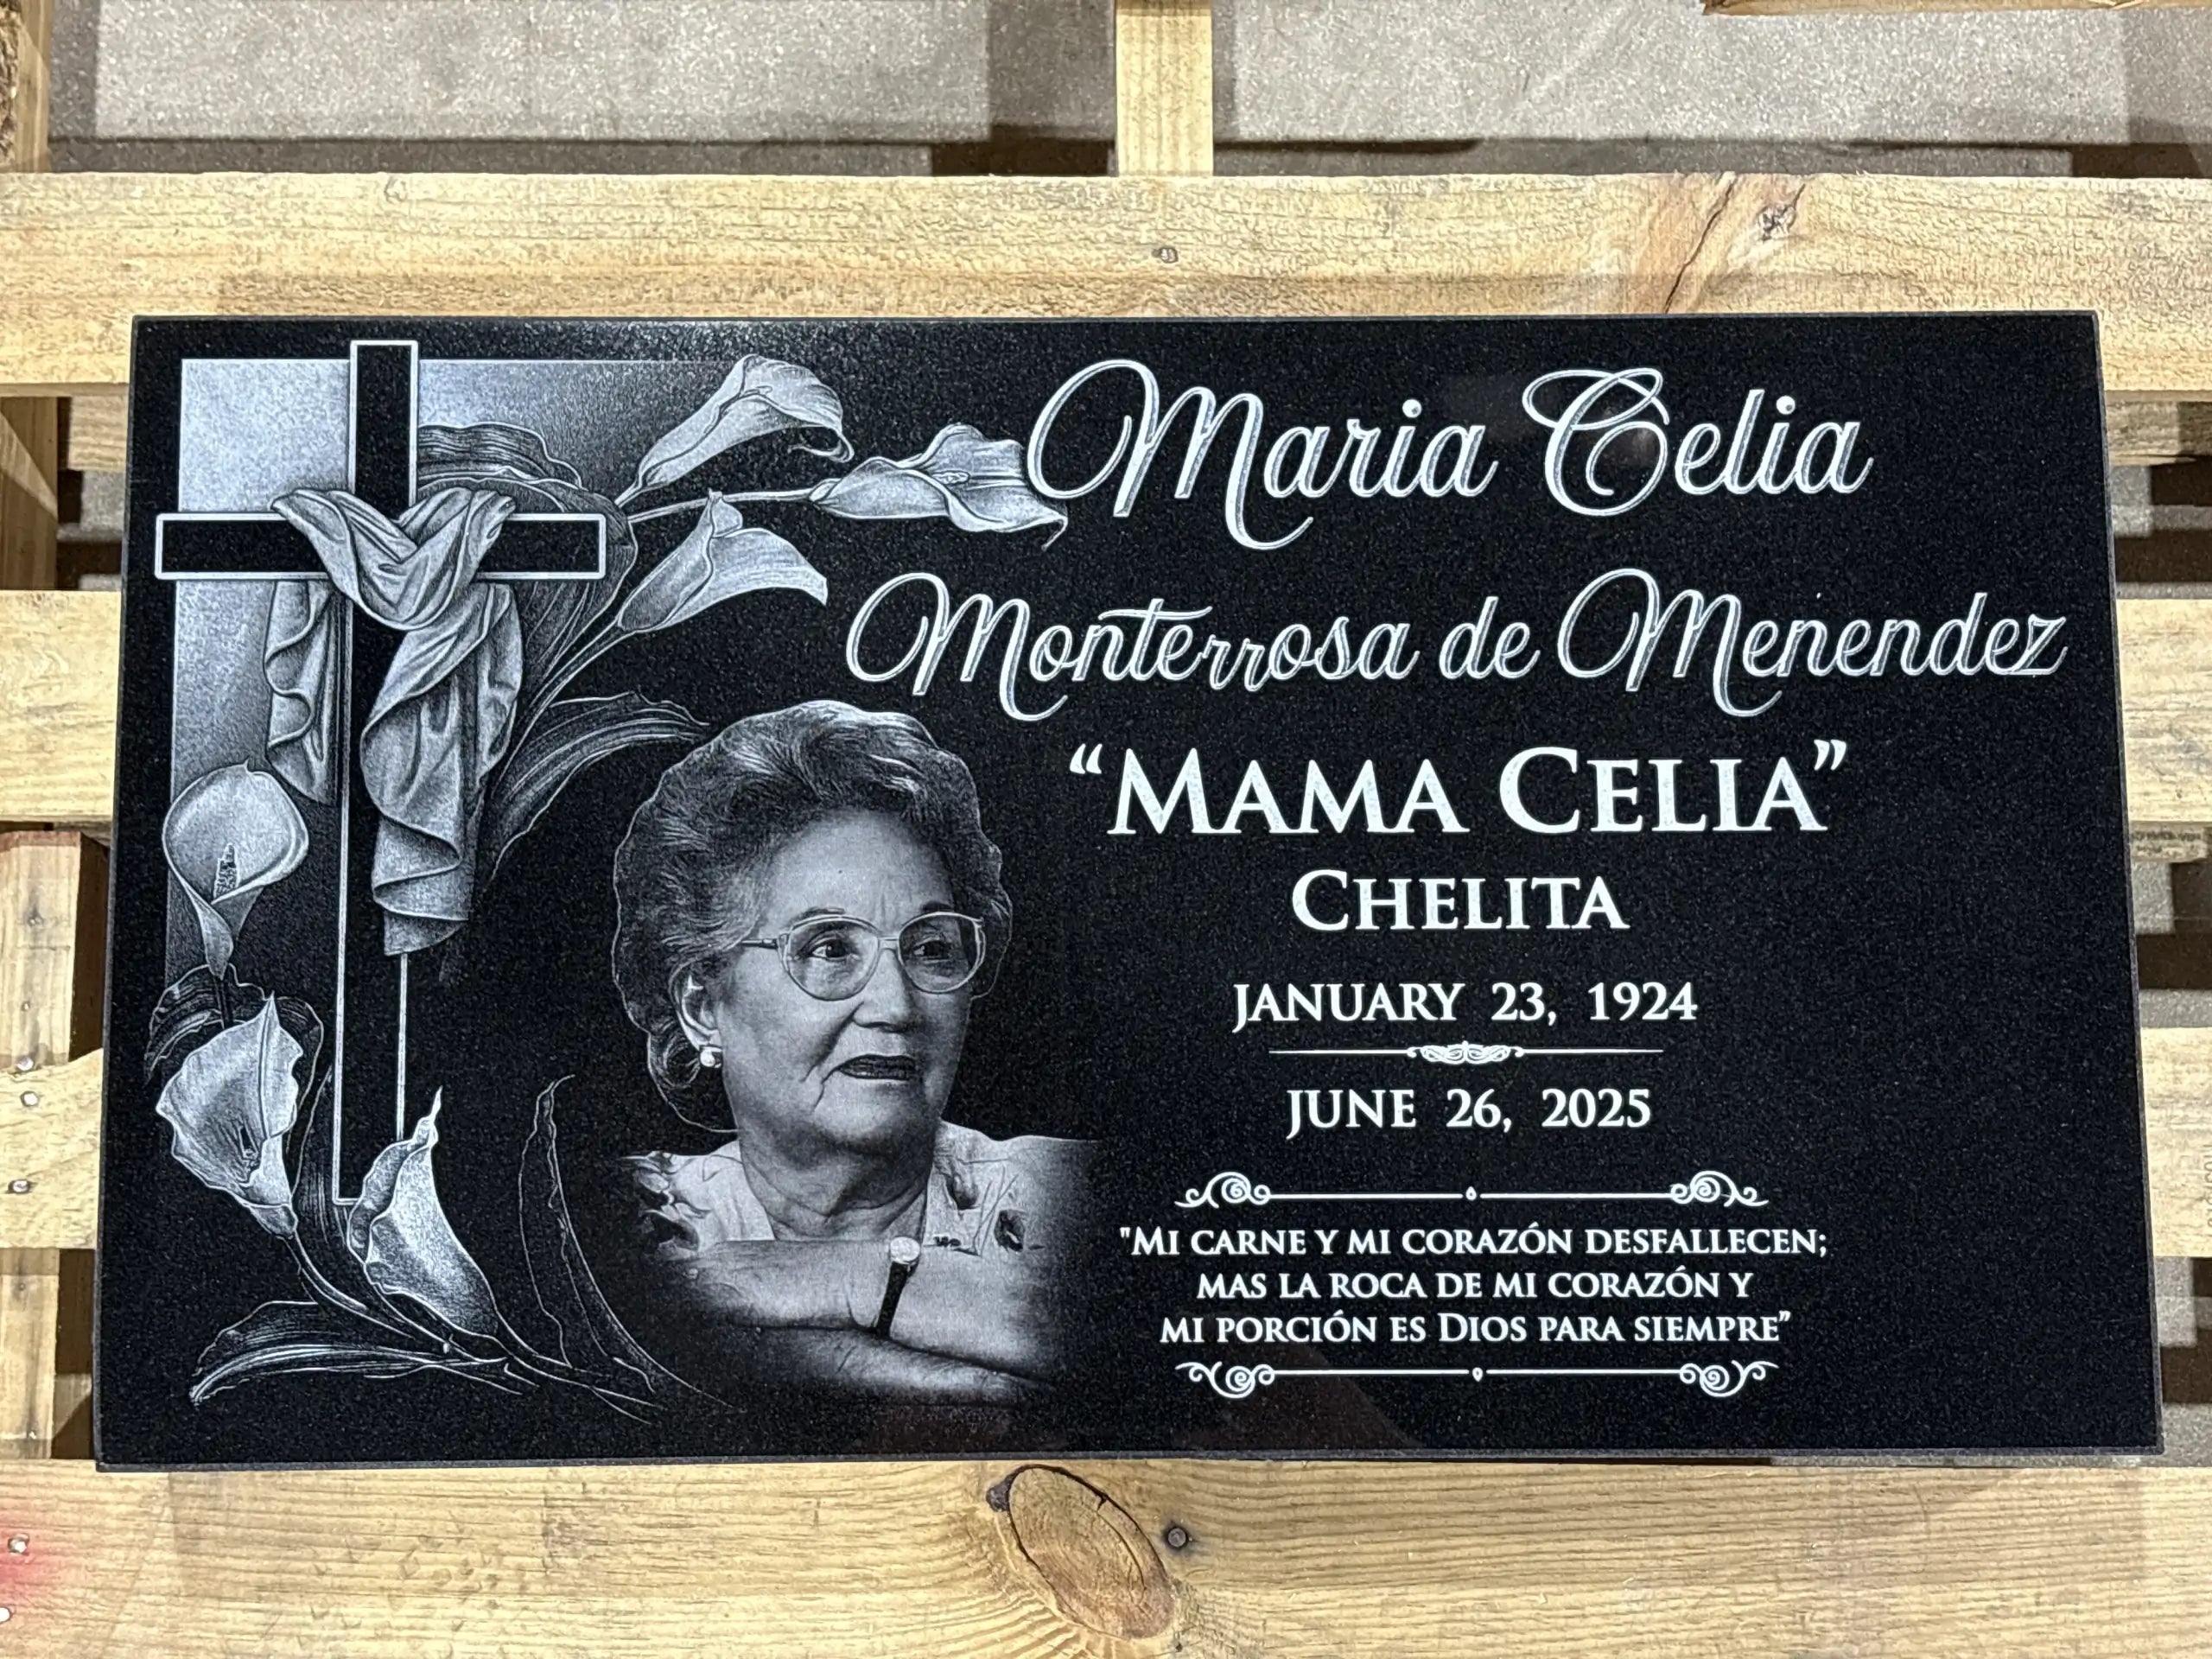 Maria Celia
Monterrosa de Menendez
“MAMA CELIA”
CHELITA
JANUARY 23, 1924
JUNE 26, 2025
"MI CARNE Y MI CORAZÓN DESFALLECEN;
MAS LA ROCA DE MI CORAZÓN Y
MI PORCIÓN ES DIOS PARA SIEMPRE”